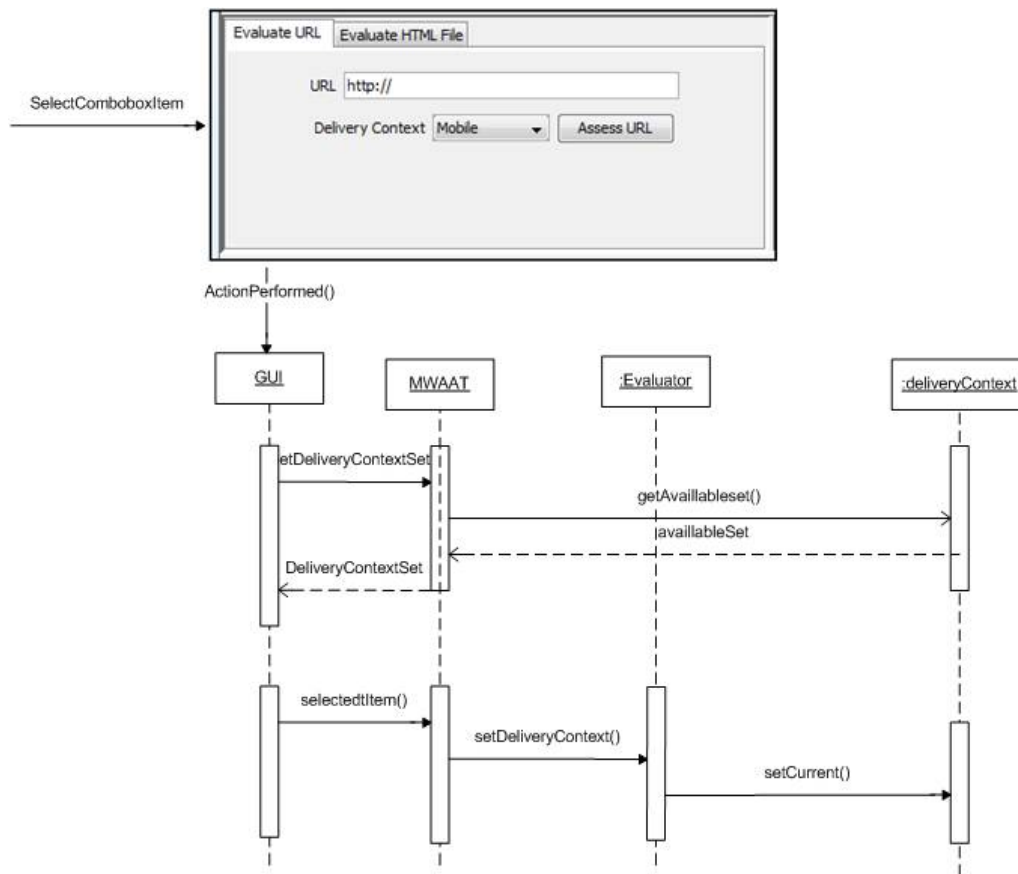 Evaluate URL
Evaluate HTML File
URL http://
SelectComboboxItem
Delivery Context Mobile Assess URL
ActionPerformed()
GUI
MWAAT
:Evaluator
:deliveryContext
etDeliveryContextSet
getAvaillableset()
availlableSet
DeliveryContextSet
selectedtItem()
setDeliveryContext()
setCurrent()